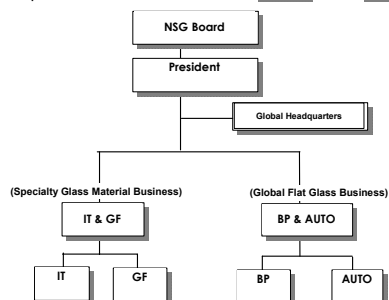 NSG Board
President
Global Headquarters
(Specialty Glass Material Business)
(Global Flat Glass Business)
IT & GF
BP & AUTO
IT
GF
BP
AUTO